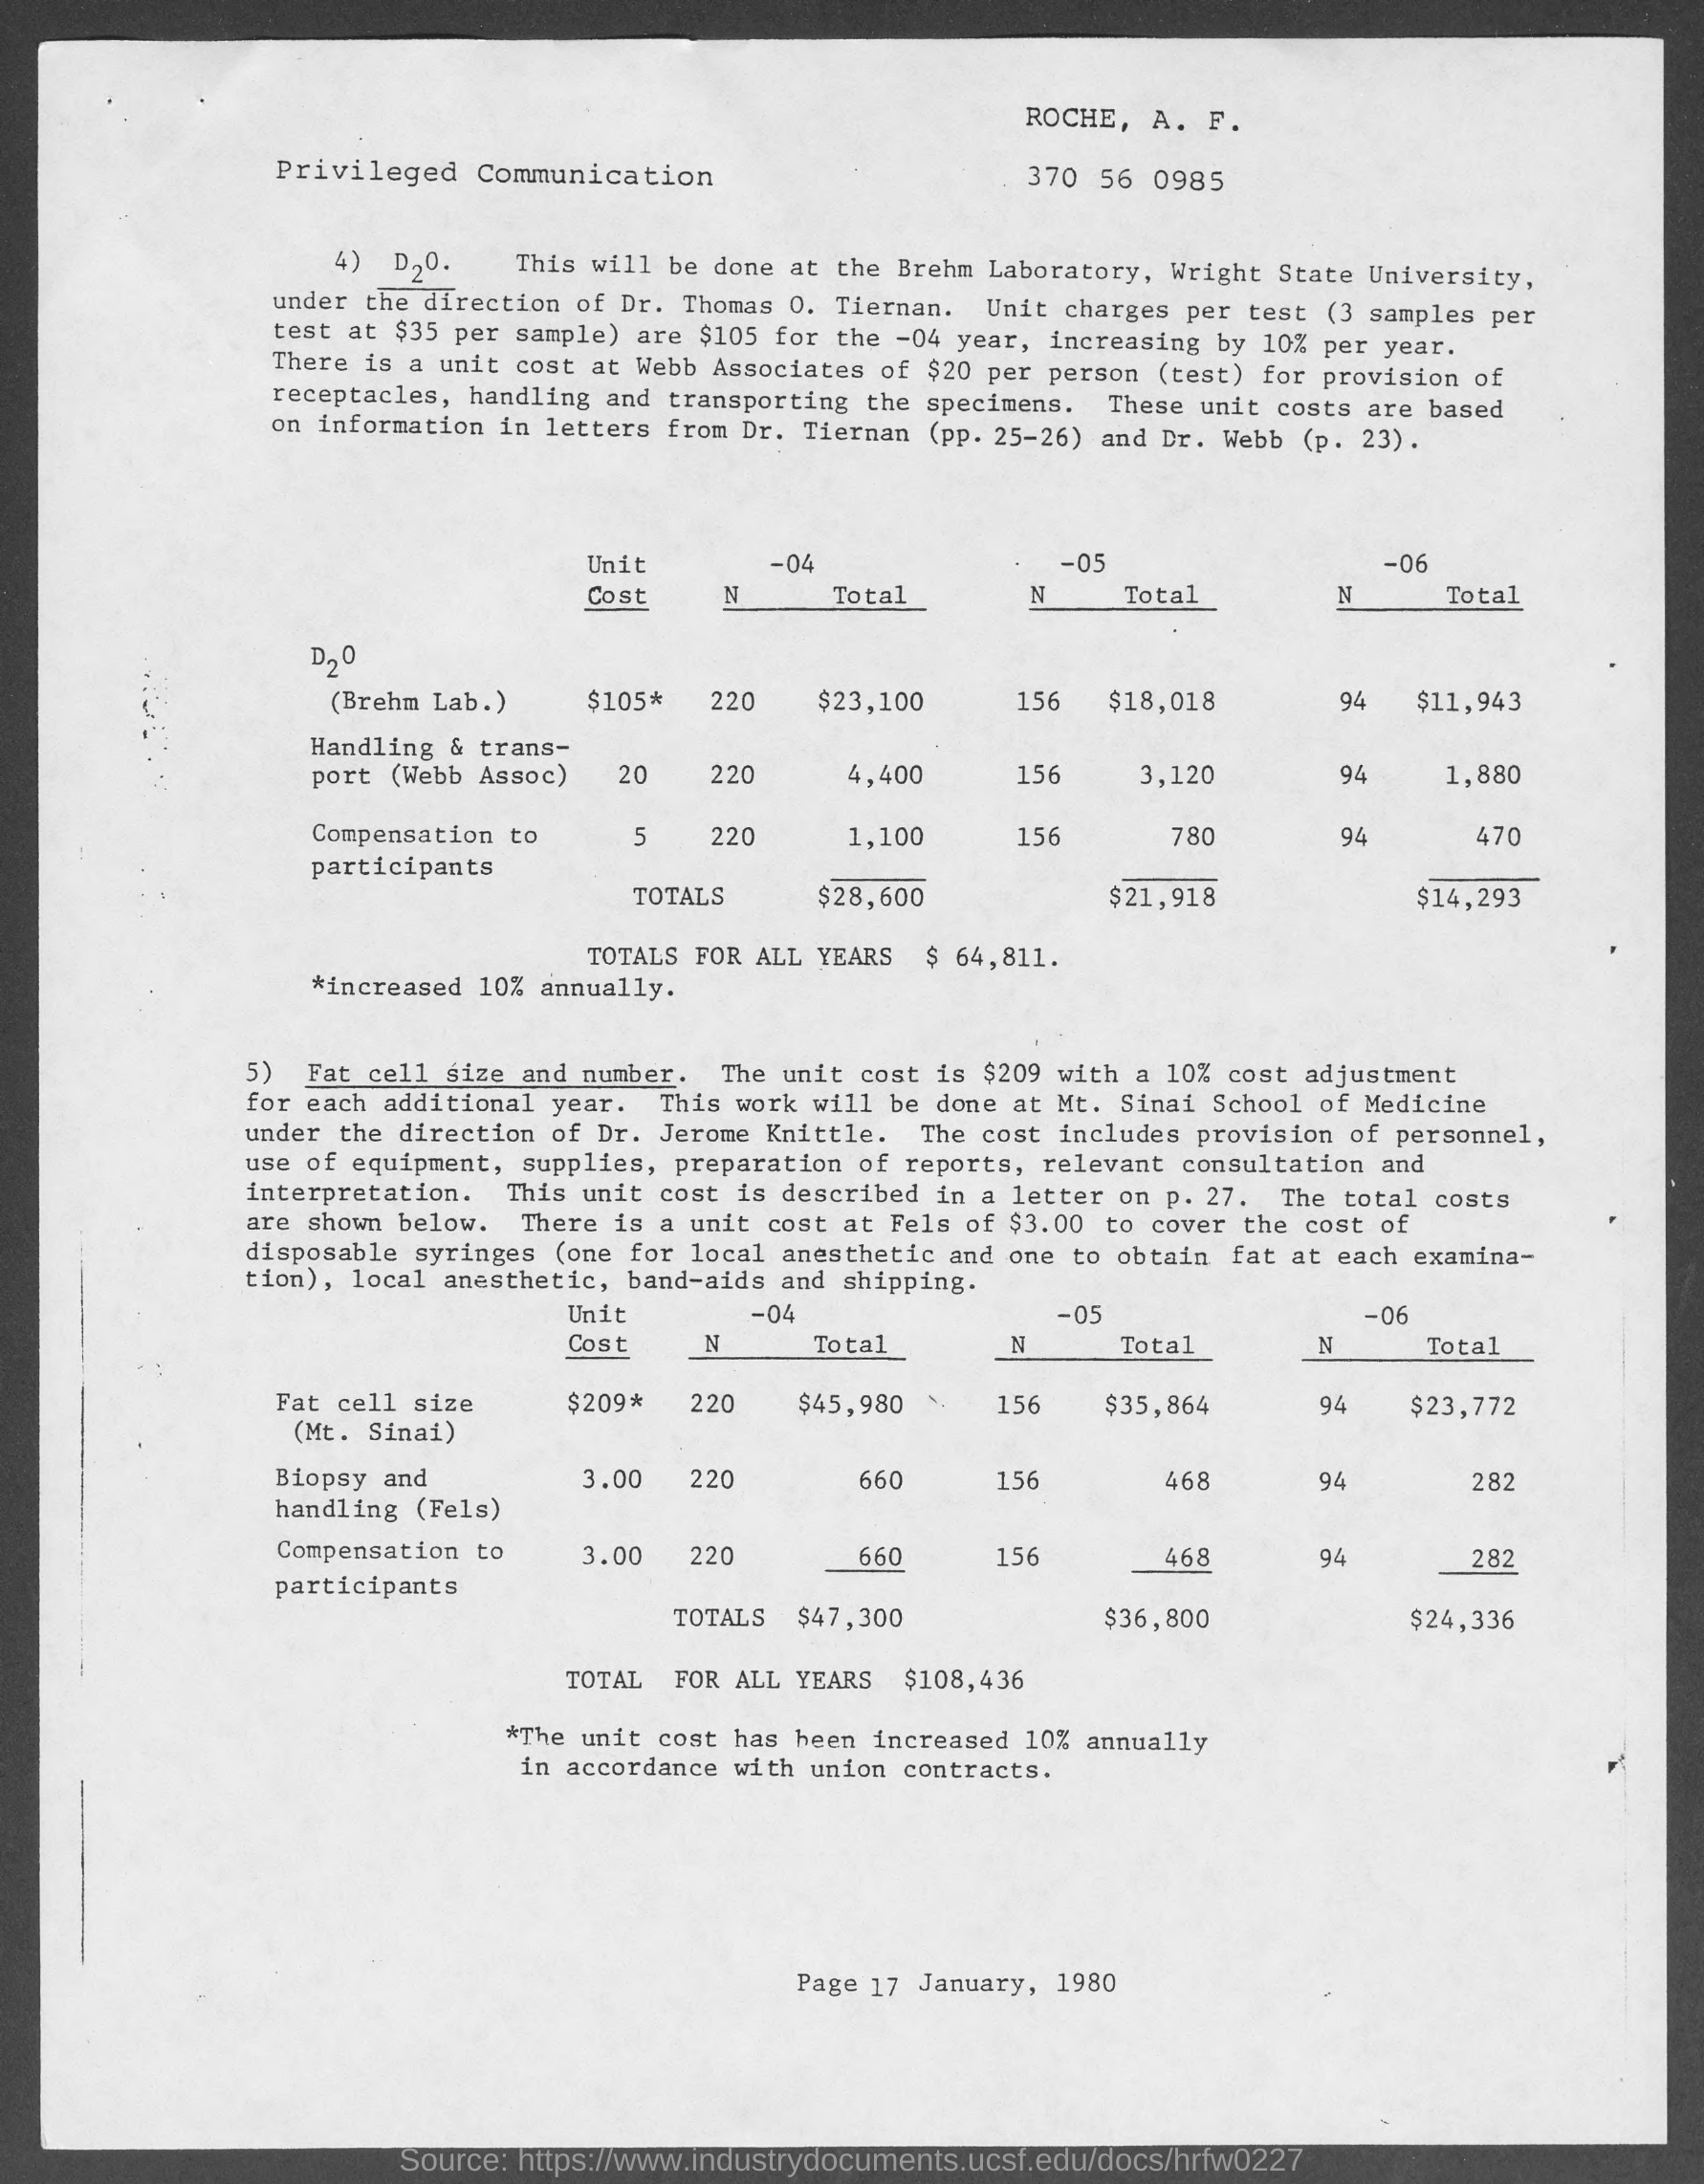 ROCHE, A. F.
Privileged Communication 370 56 0985
4) D2O. This will be done at the Brehm Laboratory, Wright State University,
under the direction of Dr. Thomas O. Tiernan. Unit charges per test (3 samples per
test at $35 per sample) are $105 for the -04 year, increasing by 10% per year.
There is a unit cost at Webb Associates of $20 per person (test) for provision of
receptacles, handling and transporting the specimens. These unit costs are based
on information in letters from Dr. Tiernan (pp. 25-26) and Dr. Webb (p. 23).
Unit -04 -05 -06
Cost N Total N Total N Total
D2O
(Brehm Lab.) $105* 220 $23,100 156 $18,018 94 $11,943
Handling & trans-
port (Webb Assoc) 20 220 4,400 156 3,120 94 1,880
Compensation to 5 220 1,100 156 780 94 470
participants
TOTALS $28,600 $21,918 $14,293
TOTALS FOR ALL YEARS $ 64,811.
*increased 10% annually.
5) Fat cell size and number. The unit cost is $209 with a 10% cost adjustment
for each additional year. This work will be done at Mt. Sinai School of Medicine
under the direction of Dr. Jerome Knittle. The cost includes provision of personnel,
use of equipment, supplies, preparation of reports, relevant consultation and
interpretation. This unit cost is described in a letter on p. 27. The total costs
are shown below. There is a unit cost at Fels of $3.00 to cover the cost of
disposable syringes (one for local anesthetic and one to obtain fat at each examina-
tion), local anesthetic, band-aids and shipping.
Unit -04 -05 -06
Cost N Total N Total N Total
Fat cell size $209* 220 $45,980 156 $35,864 94 $23,772
(Mt. Sinai)
Biopsy and 3.00 220 660 156 468 94 282
handling (Fels)
Compensation to 3.00 220 660 156 468 94 282
participants
TOTALS $47,300 $36,800 $24,336
TOTAL FOR ALL YEARS $108,436
*The unit cost has been increased 10% annually
in accordance with union contracts.
Page 17 January, 1980
Source: https://www.industrydocuments.ucsf.edu/docs/hrfw0227